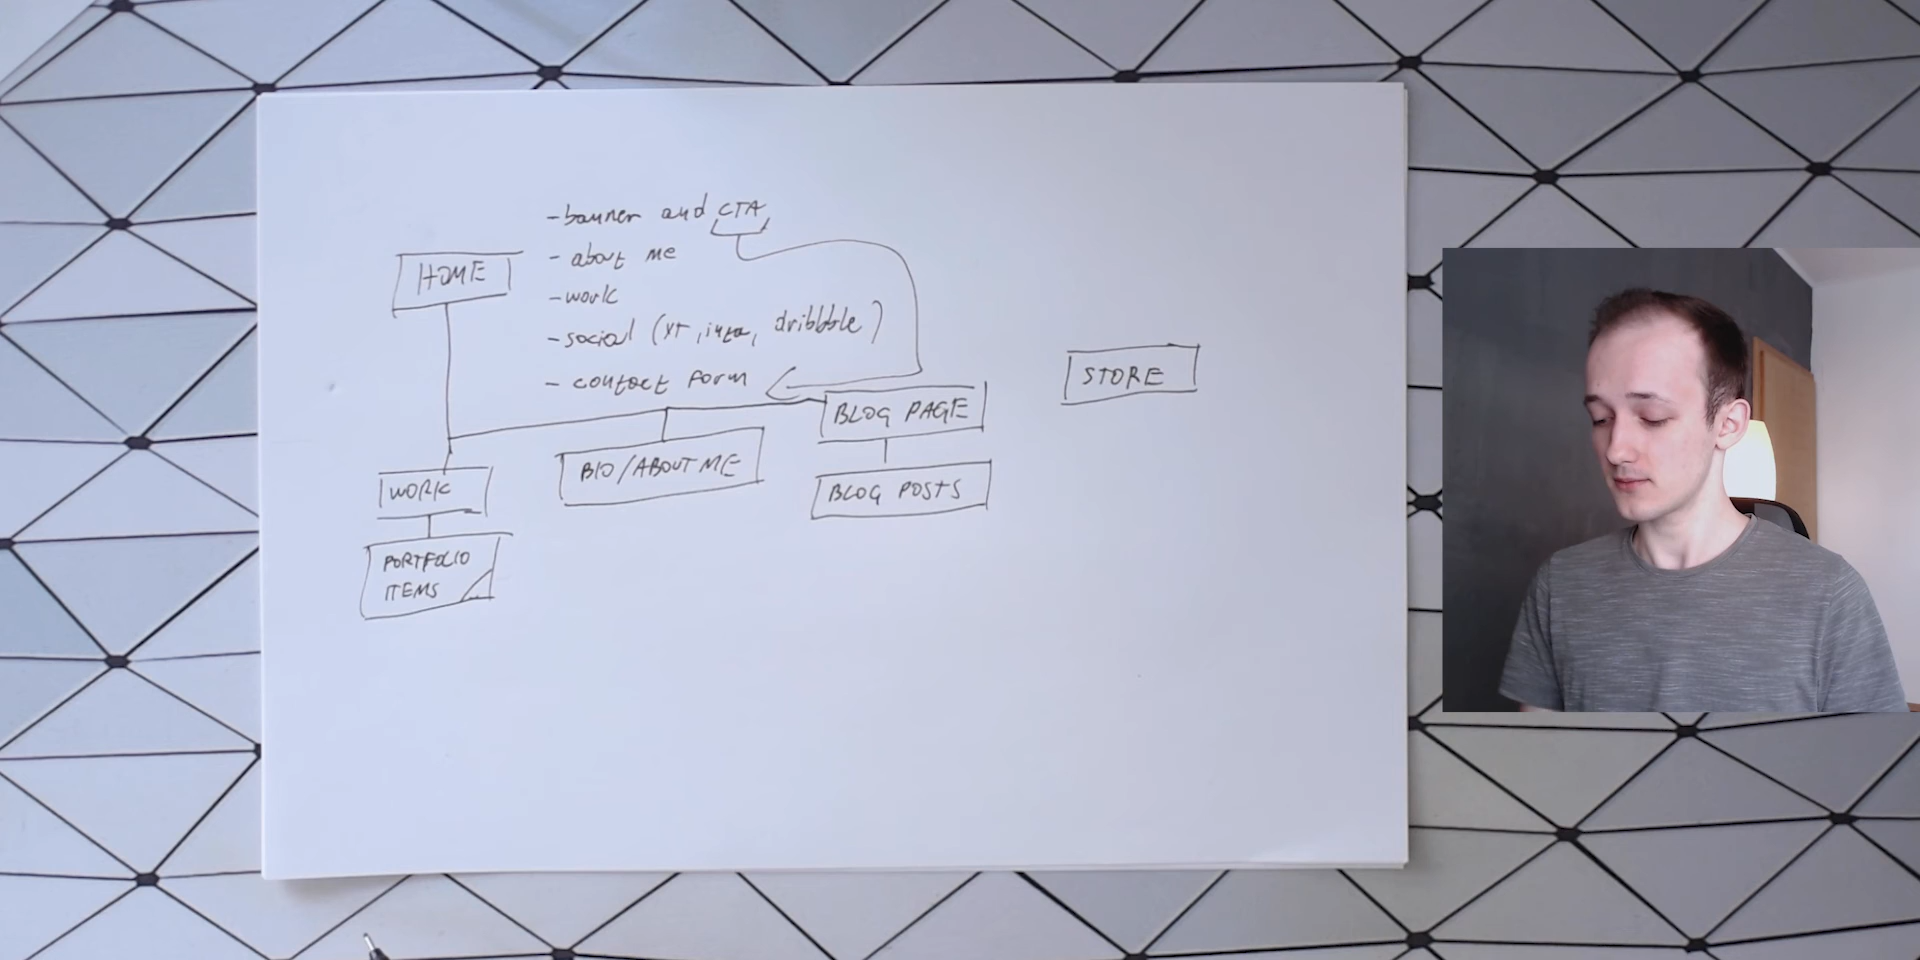 - banner and CTA
HOME
- about me
- work
- social (YT, insta, dribbble)
- contact form
STORE
BLOG PAGE
BIO/ABOUT ME
WORK
BLOG POSTS
PORTFOLIO
ITEMS